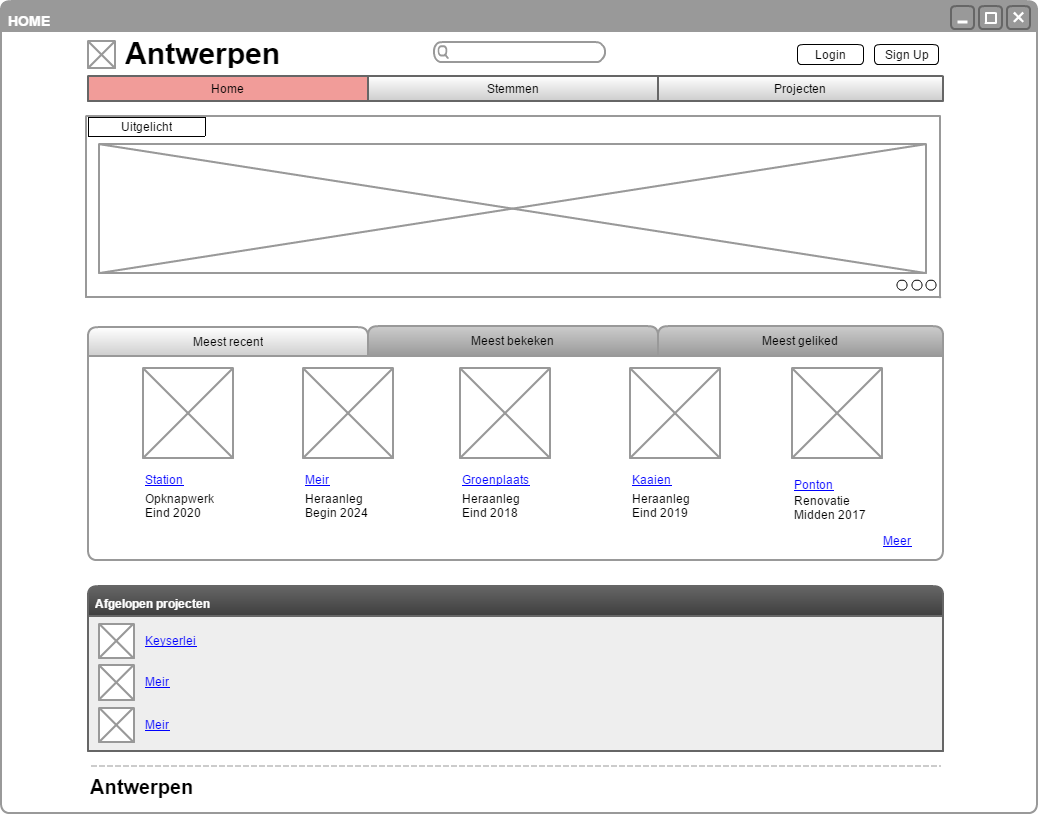 HOME
Antwerpen
Login
Sign Up
Home
Stemmen
Projecten
Uitgelicht
Meest recent
Meest bekeken
Meest geliked
Station
Opknapwerk
Eind 2020
Meir
Heraanleg
Begin 2024
Groenplaats
Heraanleg
Eind 2018
Kaaien
Heraanleg
Eind 2019
Ponton
Renovatie
Midden 2017
Meer
Afgelopen projecten
Keyserlei
Meir
Meir
Antwerpen